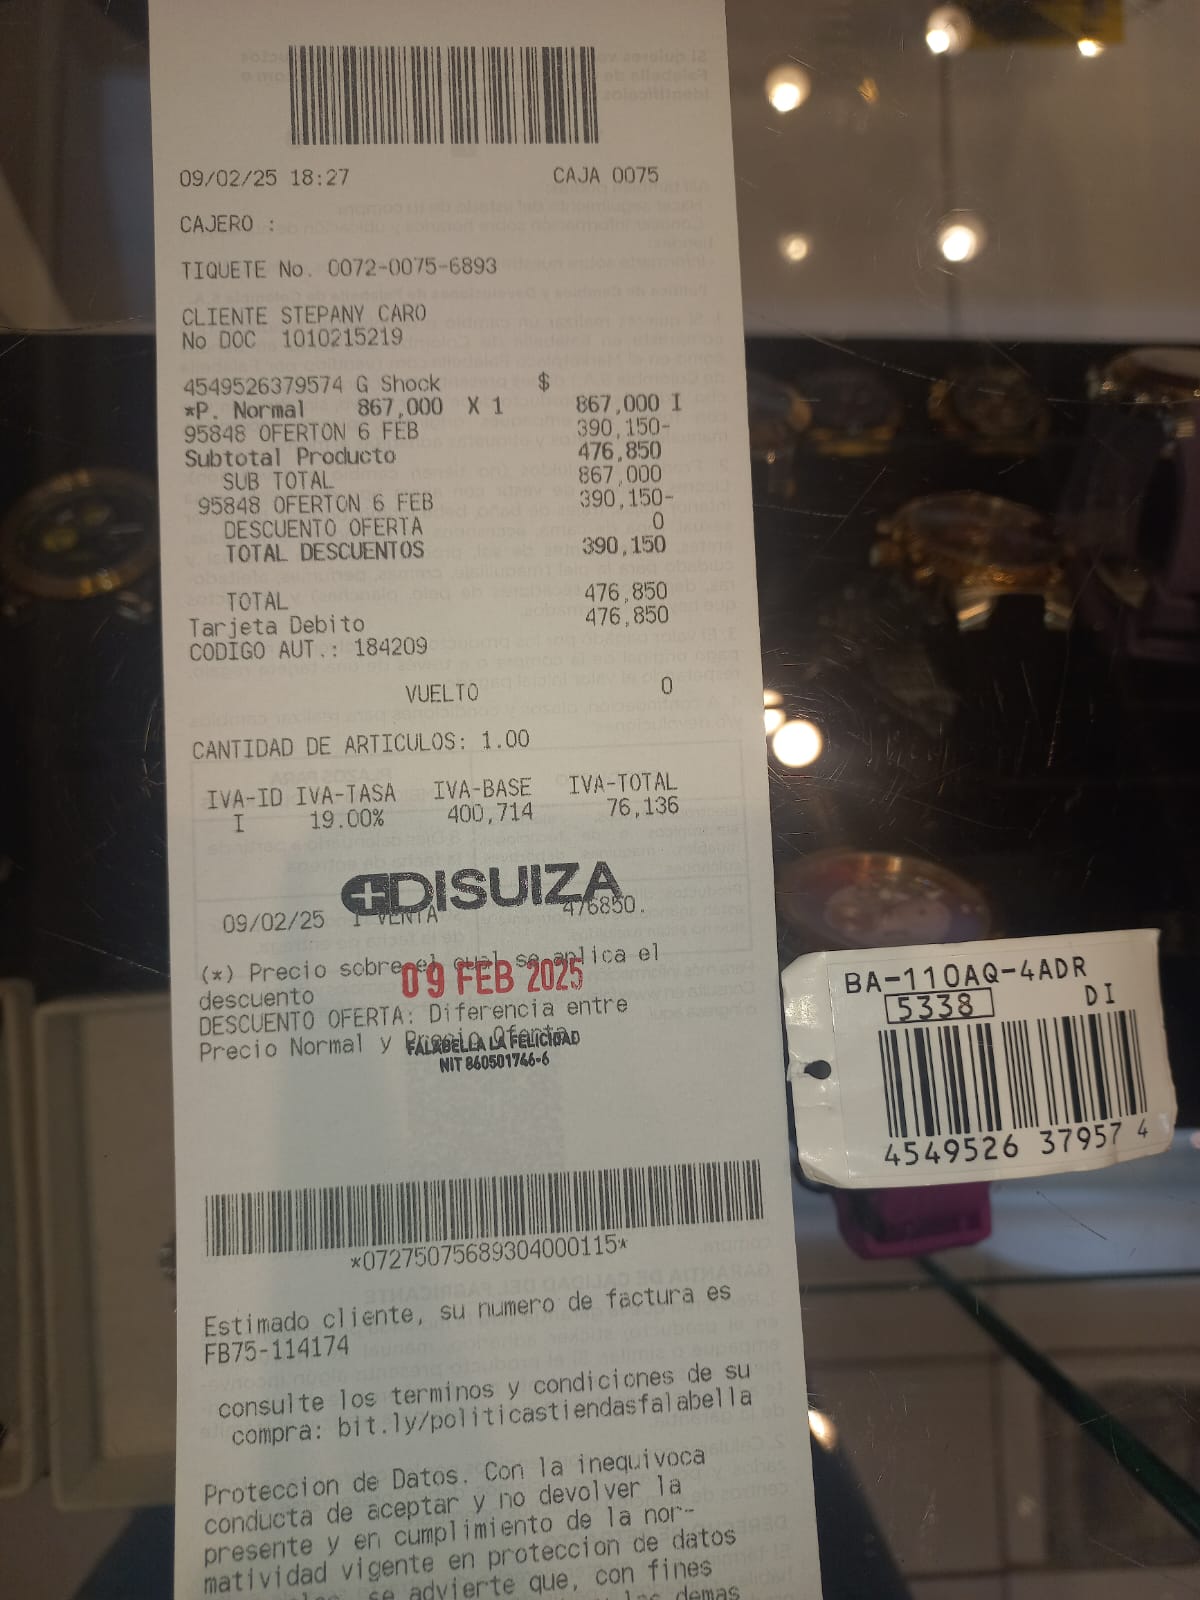 09/02/25 18:27 CAJA 0075
CAJERO :
TIQUETE No. 0072-0075-6893
CLIENTE STEPANY CARO
No DOC 1010215219
4549526379574 G Shock $
*P. Normal 867,000 X 1 867,000 I
95848 OFERTON 6 FEB 390,150-
Subtotal Producto 476,850
SUB TOTAL 867,000
95848 OFERTON 6 FEB 390,150-
DESCUENTO OFERTA 0
TOTAL DESCUENTOS 390,150
TOTAL 476,850
Tarjeta Debito 476,850
CODIGO AUT.: 184209
VUELTO 0
CANTIDAD DE ARTICULOS: 1.00
IVA-ID IVA-TASA IVA-BASE IVA-TOTAL
I 19.00% 400,714 76,136
DISUIZA
09/02/25 1 VENTA 476850.
(*) Precio sobre el cual se aplica el
09 FEB 2025
descuento
DESCUENTO OFERTA: Diferencia entre
Precio Normal y Precio Oferta
FALABELLA LA FELICIDAD
NIT 860501746-6
*07275075689304000115*
Estimado cliente, su numero de factura es
FB75-114174
consulte los terminos y condiciones de su
compra: bit.ly/politicastiendasfalabella
Proteccion de Datos. Con la inequivoca
conducta de aceptar y no devolver la
presente y en cumplimiento de la nor-
matividad vigente en proteccion de datos
se advierte que, con fines
demas
BA-110AQ-4ADR
5338 DI
4549526 37957 4